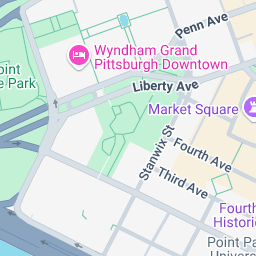 Penn Ave
Wyndham Grand
Pittsburgh Downtown
Point
e Park
Liberty Ave
Market Square
Stanwix St
Fourth Ave
Third Ave
Fourth
Historic
Point Pa
Univers